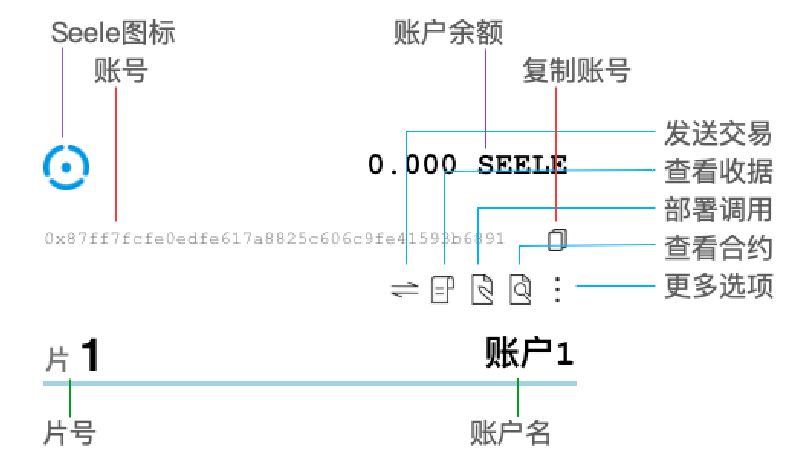 Seele图标
账户余额
账号
复制账号
发送交易
0.000 SEELE
查看收据
部署调用
0x87ff7fcfe0edfe617a8825c606c9fe41593b6891
查看合约
更多选项
片 1
账户1
片号
账户名